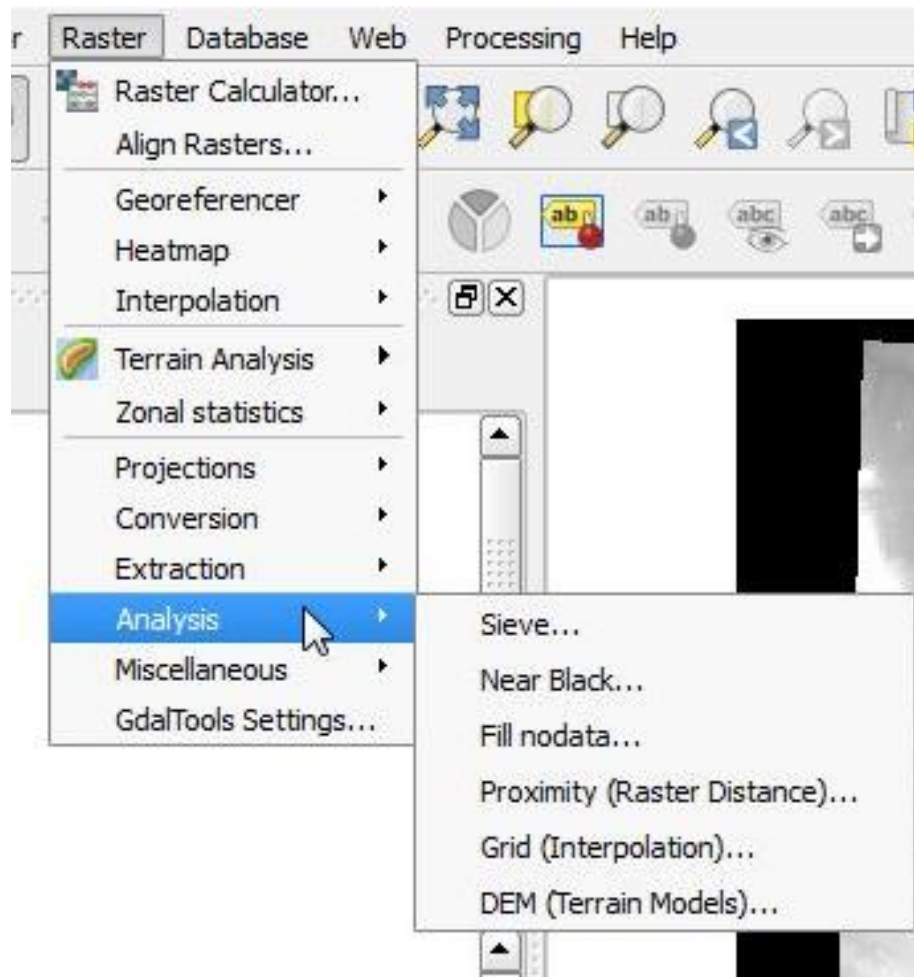 r Raster Database Web Processing Help
Raster Calculator...
Align Rasters...
Georeferencer
Heatmap
Interpolation
Terrain Analysis
Zonal statistics
Projections
Conversion
Extraction
Analysis
Miscellaneous
GdalTools Settings...
Sieve...
Near Black...
Fill nodata...
Proximity (Raster Distance)...
Grid (Interpolation)...
DEM (Terrain Models)...
ab ab abc abc